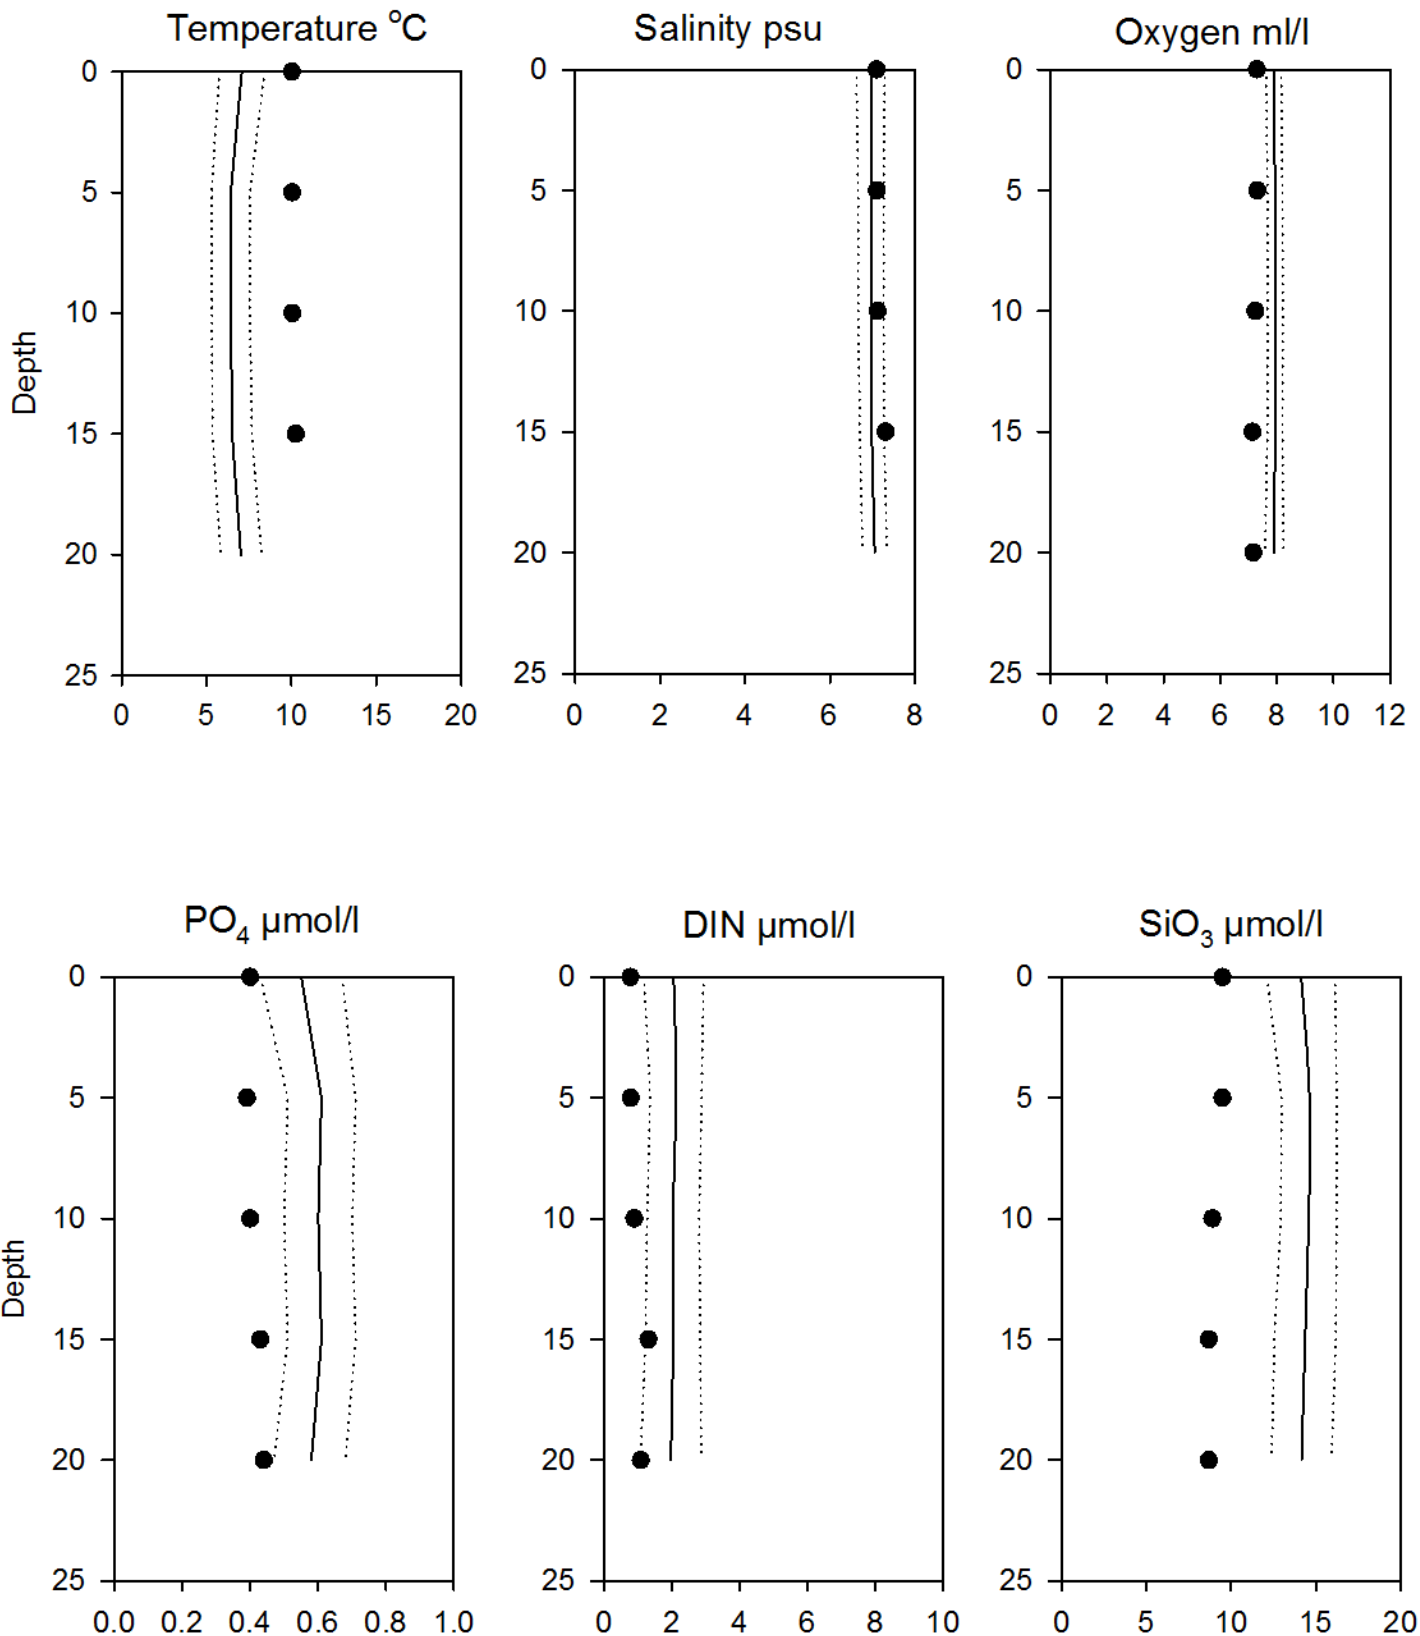 Temperature °C
Salinity psu
Oxygen ml/l
0
5
10
15
20
25
Depth
0 5 10 15 20
0
5
10
15
20
25
0 2 4 6 8
0
5
10
15
20
25
0 2 4 6 8 10 12
PO₄ µmol/l
DIN µmol/l
SiO₃ µmol/l
0
5
10
15
20
25
Depth
0.0 0.2 0.4 0.6 0.8 1.0
0
5
10
15
20
25
0 2 4 6 8 10
0
5
10
15
20
25
0 5 10 15 20